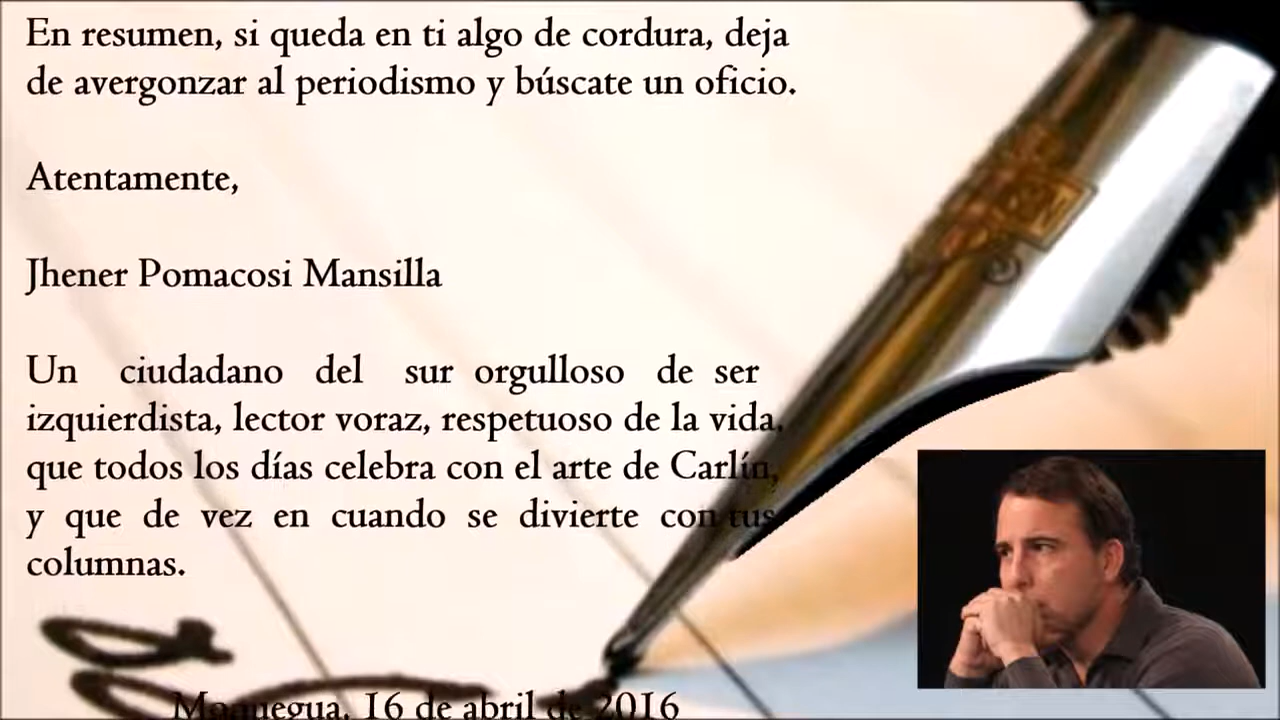 En resumen, si queda en ti algo de cordura, deja
de avergonzar al periodismo y búscate un oficio.
Atentamente,
Jhener Pomacosi Mansilla
Un ciudadano del sur orgulloso de ser
izquierdista, lector voraz, respetuoso de la vida,
que todos los días celebra con el arte de Carlín,
y que de vez en cuando se divierte con tus
columnas.
Moquegua, 16 de abril de 2016